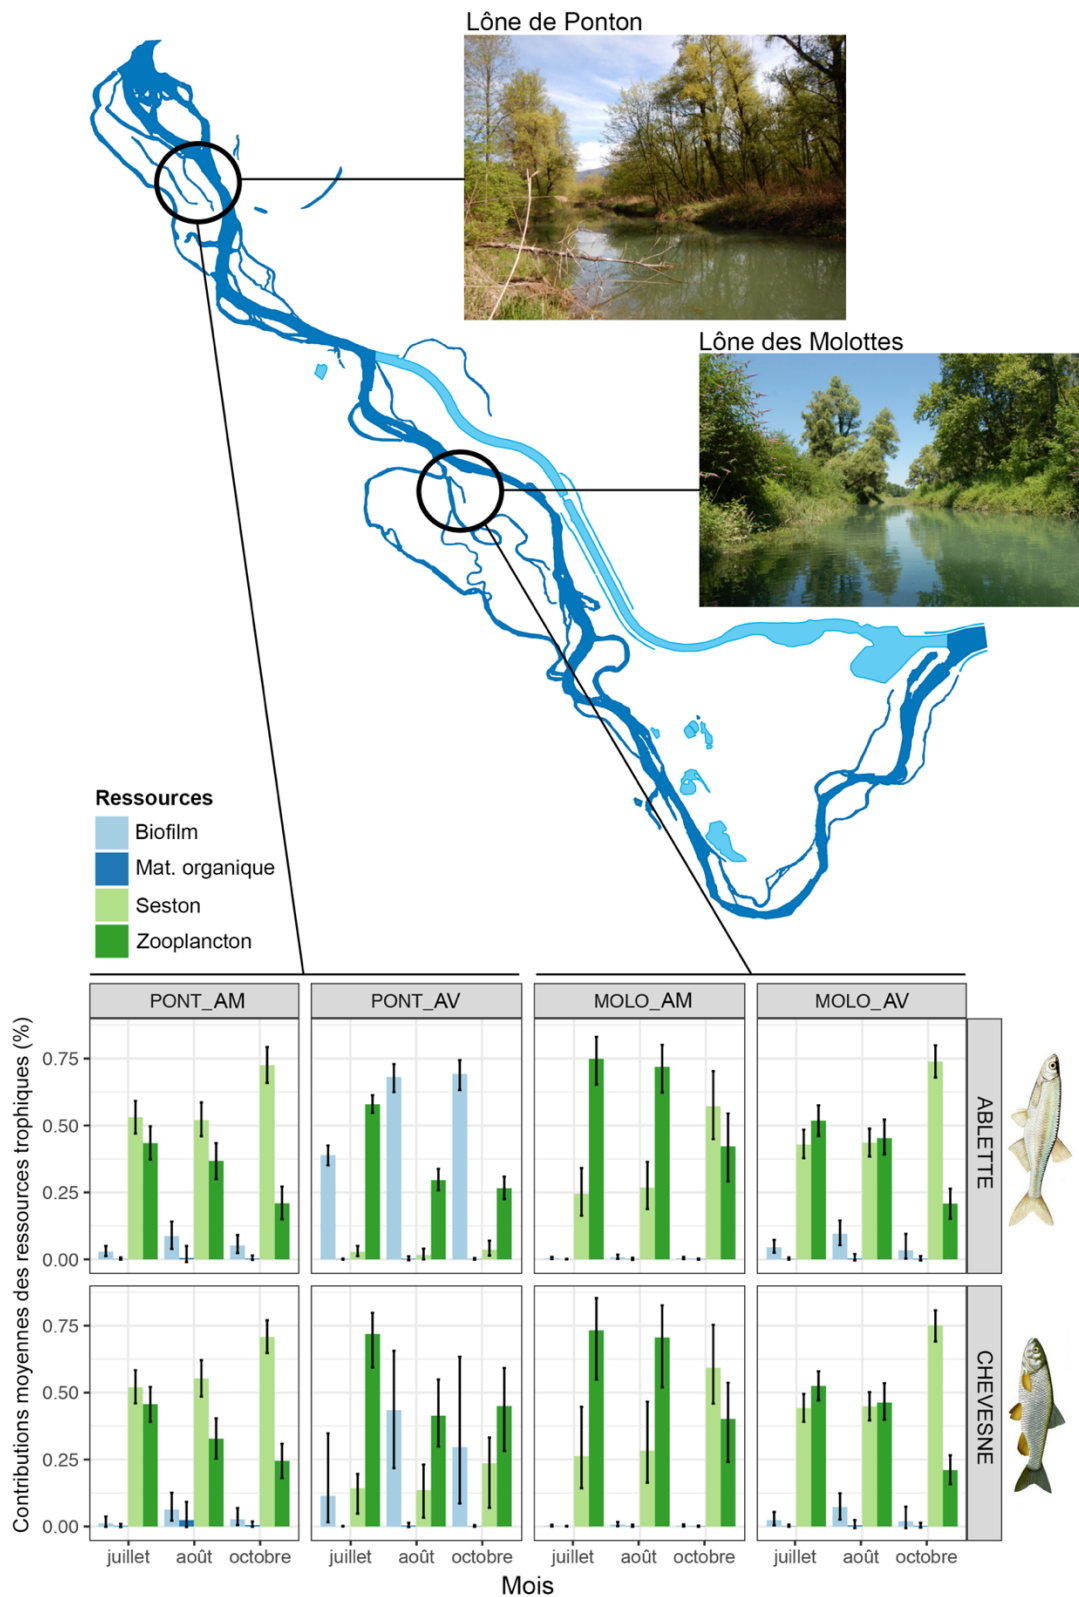 Lône de Ponton
Lône des Molottes
Ressources
Biofilm
Mat. organique
Seston
Zooplancton
PONT_AM PONT_AV MOLO_AM MOLO_AV
Contributions moyennes des ressources trophiques (%)
0.75
0.50
0.25
0.00
ABLETTE
0.75
0.50
0.25
0.00
CHEVESNE
juillet août octobre juillet août octobre juillet août octobre juillet août octobre
Mois